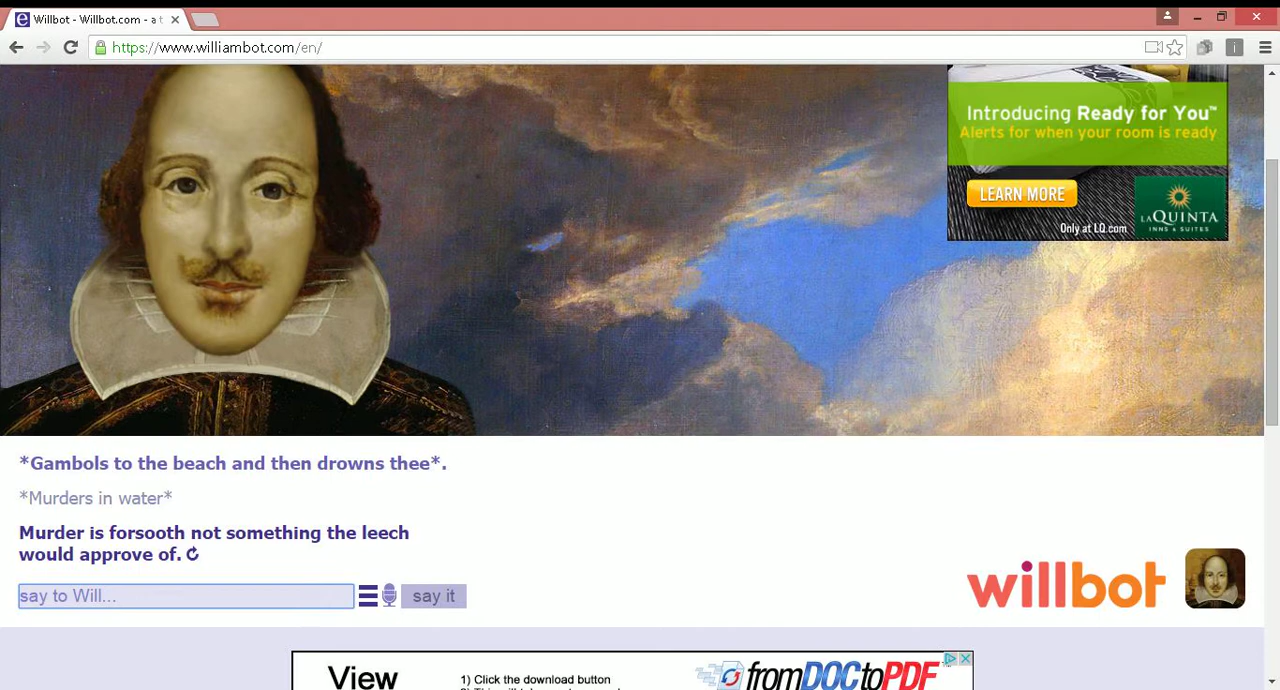 Willbot - Willbot.com - a t
https://www.williambot.com/en/
Introducing Ready for You™
Alerts for when your room is ready
LEARN MORE
LAQUINTA
INNS & SUITES
Only at LQ.com
*Gambols to the beach and then drowns thee*.
*Murders in water*
Murder is forsooth not something the leech
would approve of.
say to Will...
say it
willbot
View
1) Click the download button
fromDOCtoPDF